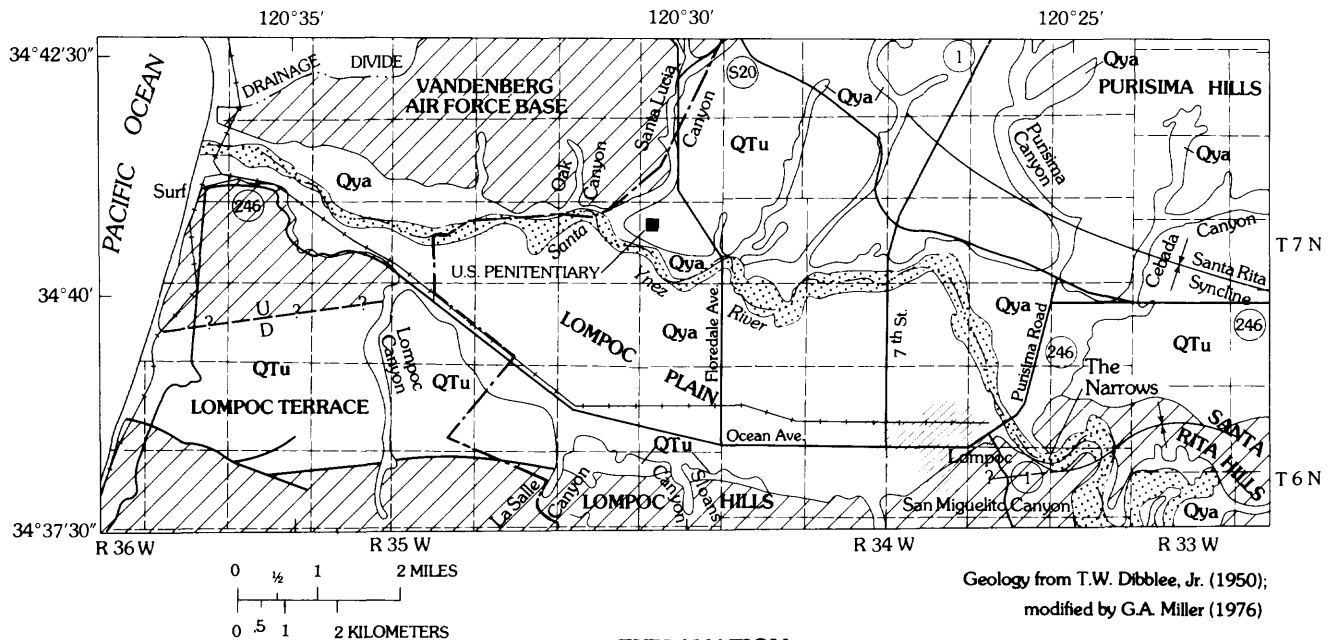 120°35' 120°30' 120°25'
34°42'30"
PACIFIC OCEAN
DRAINAGE DIVIDE
VANDENBERG
AIR FORCE BASE
Santa Lucia
Canyon
S20
1
Qya
Qya
PURISIMA HILLS
QTu
Purisima
Canyon
Qya
Oak
Canyon
Qya
Surf
246
Santa
Ynez
River
U.S. PENITENTIARY
Qya
Cebada
Canyon
T 7 N
Santa Rita
Syncline
34°40'
U
D
? ? ?
LOMPOC
PLAIN
Qya
Floredale Ave.
7 th St.
Qya
Purisima Road
246
246
QTu
The
Narrows
QTu
Lompoc
Canyon
QTu
LOMPOC TERRACE
SANTA
RITA HILLS
Ocean Ave.
QTu
Lompoc
? 1
T 6 N
La Salle
Canyon
LOMPOC HILLS
Canyon
Sloans
San Miguelito Canyon
Qya
34°37'30"
R 36 W R 35 W R 34 W R 33 W
0 ½ 1 2 MILES
0 .5 1 2 KILOMETERS
Geology from T.W. Dibblee, Jr. (1950);
modified by G.A. Miller (1976)